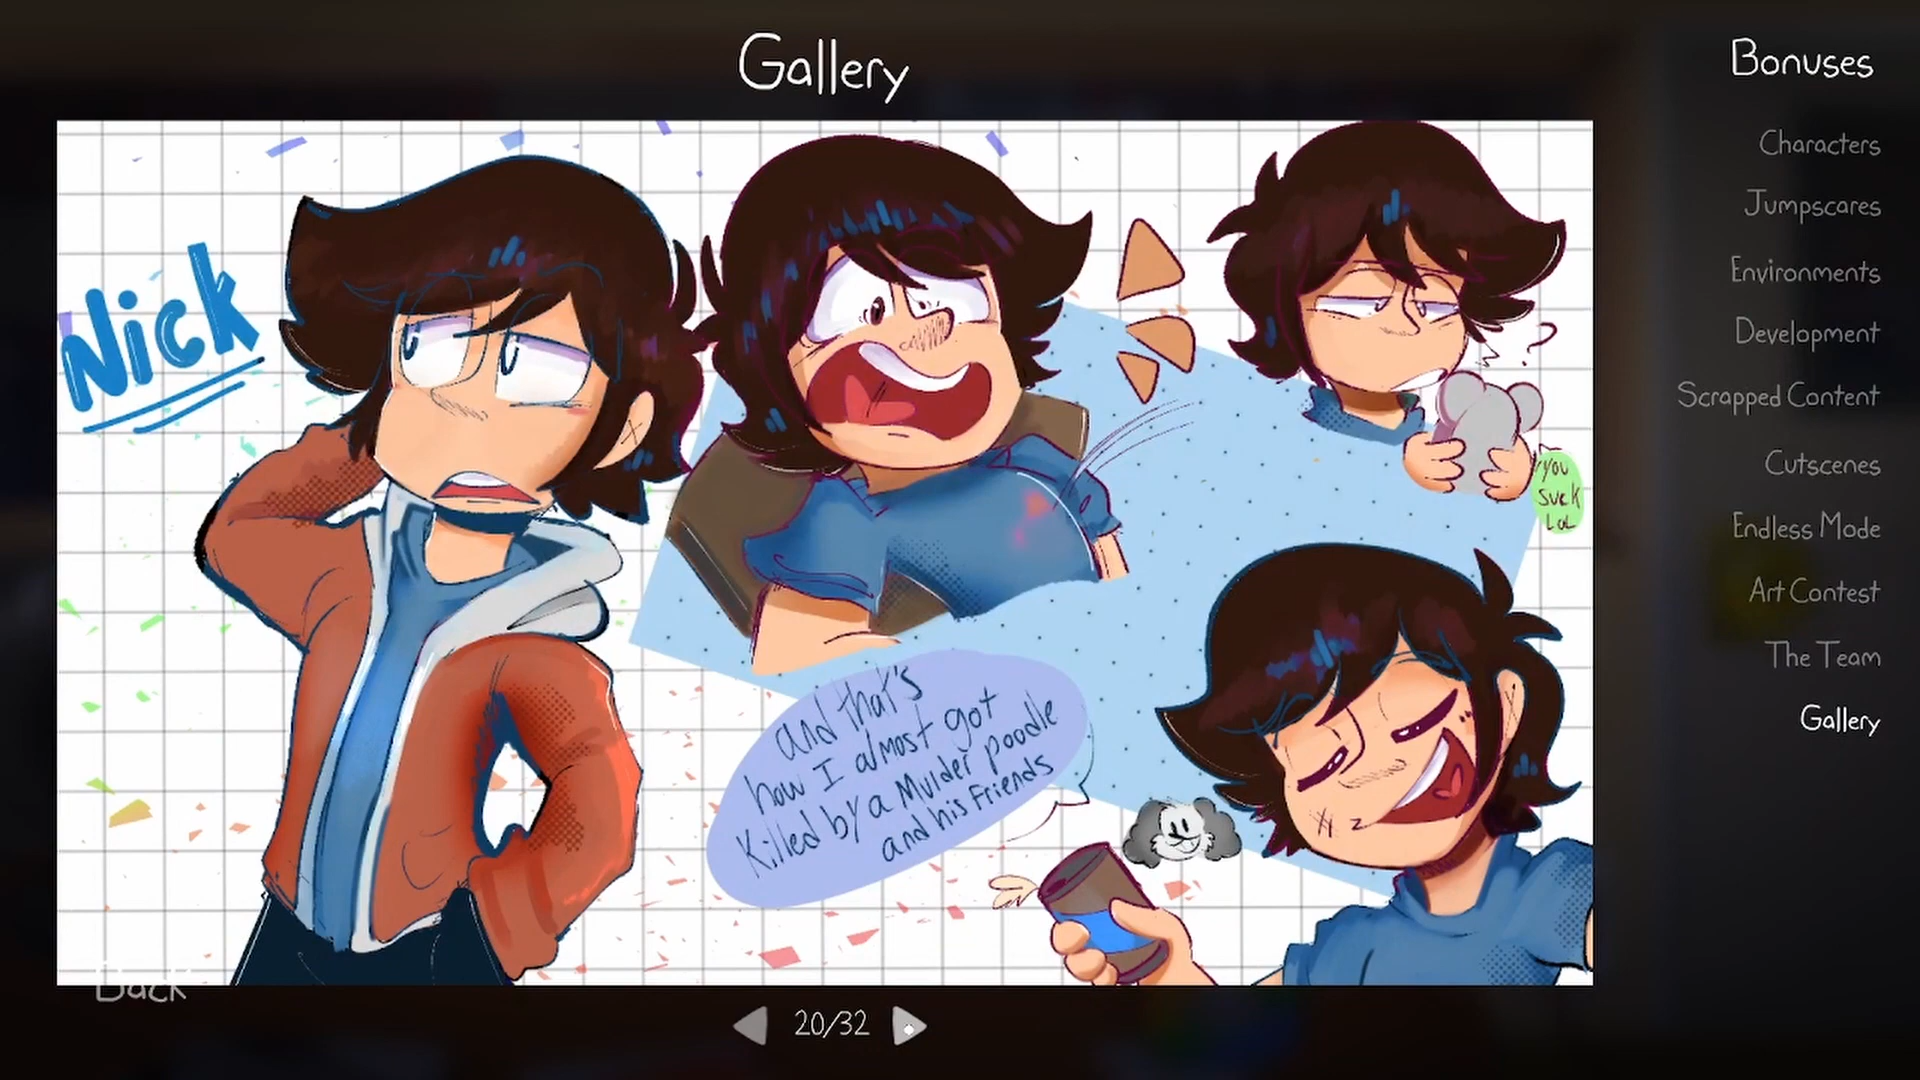 Gallery
Bonuses
Characters
Jumpscares
Environments
Development
Scrapped Content
Cutscenes
Endless Mode
Art Contest
The Team
Gallery
Nick
?
you
suck
LoL
and that's
how I almost got
Killed by a Murder poodle
and his friends
Back
20/32